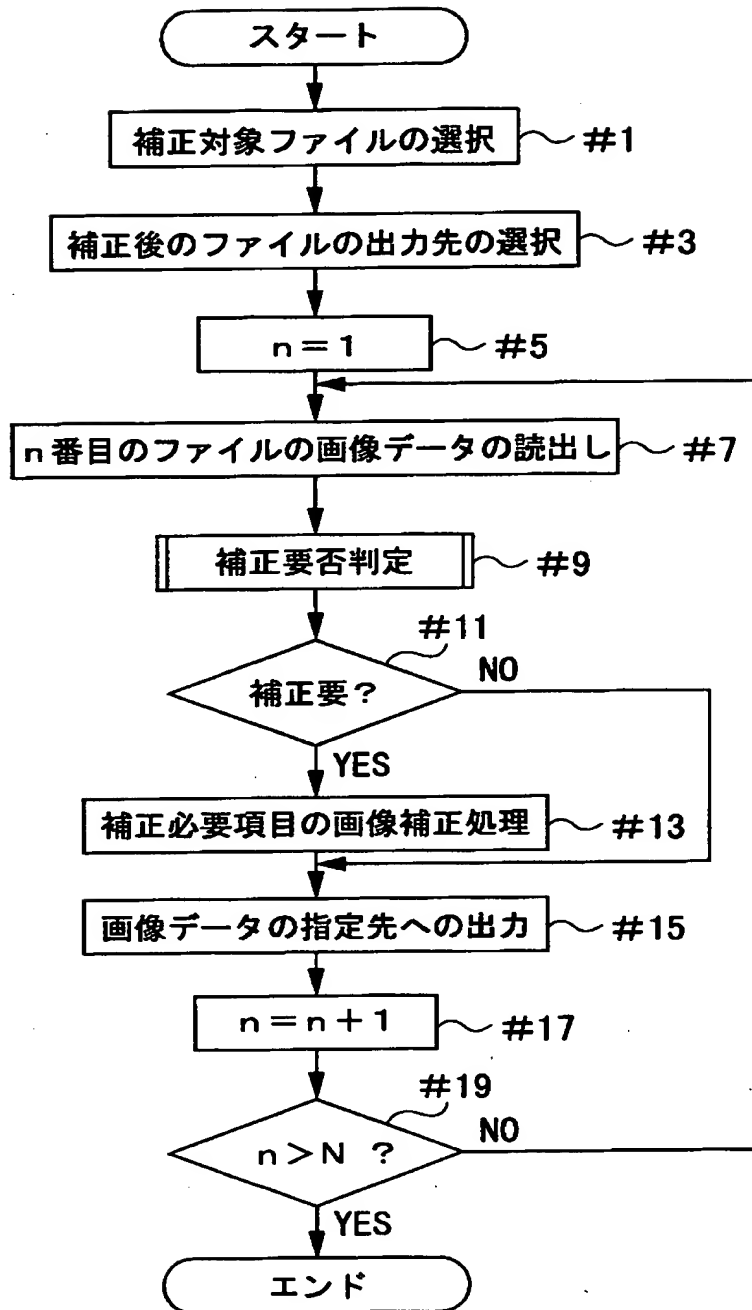 スタート
補正対象ファイルの選択 #1
補正後のファイルの出力先の選択 #3
n=1 #5
n番目のファイルの画像データの読出し #7
補正要否判定 #9
#11
補正要? NO
YES
補正必要項目の画像補正処理 #13
画像データの指定先への出力 #15
n=n+1 #17
#19
n>N ? NO
YES
エンド